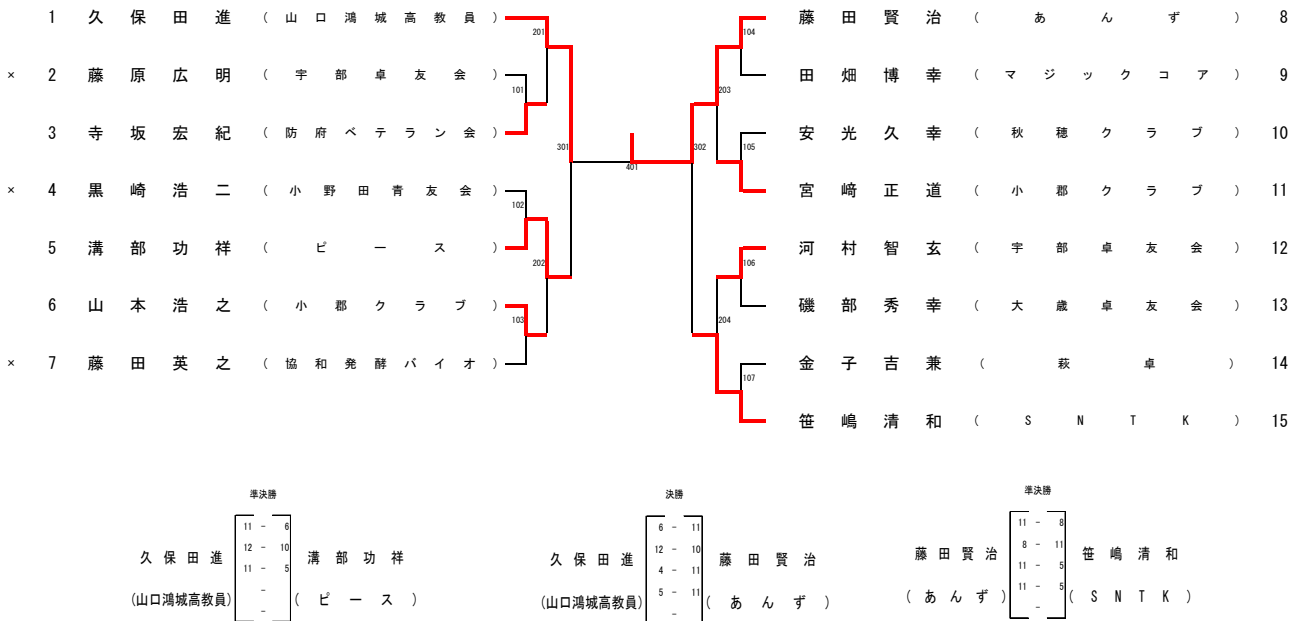 1 久保田進 (山口鴻城高教員) 201 104 藤田賢治 (あんず) 8
× 2 藤原広明 (宇部卓友会) 101 203 田畑博幸 (マジックコア) 9
3 寺坂宏紀 (防府ベテラン会) 301 401 302 105 安光久幸 (秋穂クラブ) 10
× 4 黒崎浩二 (小野田青友会) 102 宮﨑正道 (小郡クラブ) 11
5 溝部功祥 (ピース) 202 106 河村智玄 (宇部卓友会) 12
6 山本浩之 (小郡クラブ) 103 204 磯部秀幸 (大歳卓友会) 13
× 7 藤田英之 (協和発酵バイオ) 107 金子吉兼 (萩卓) 14
笹嶋清和 (SNTK) 15
準決勝
11 - 6
12 - 10
11 - 5
-
-
久保田進 溝部功祥
(山口鴻城高教員) (ピース)
決勝
6 - 11
12 - 10
4 - 11
5 - 11
-
久保田進 藤田賢治
(山口鴻城高教員) (あんず)
準決勝
11 - 8
8 - 11
11 - 5
11 - 5
-
藤田賢治 笹嶋清和
(あんず) (SNTK)